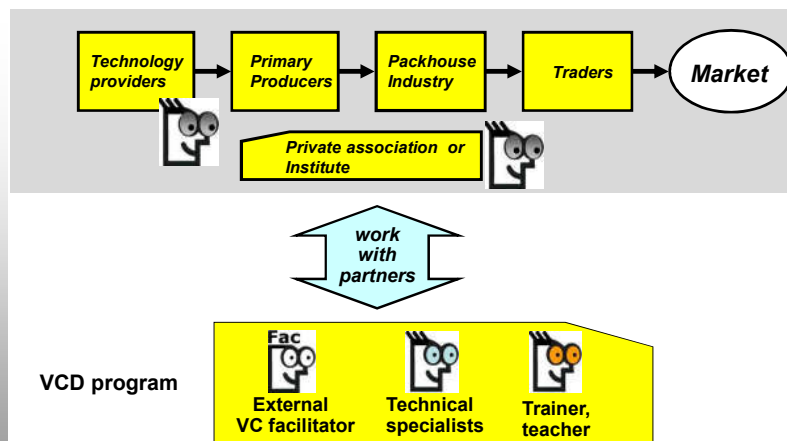 Technology
providers
Primary
Producers
Packhouse
Industry
Traders
Market
Private association or
Institute
work
with
partners
VCD program
Fac
External
VC facilitator
Technical
specialists
Trainer,
teacher